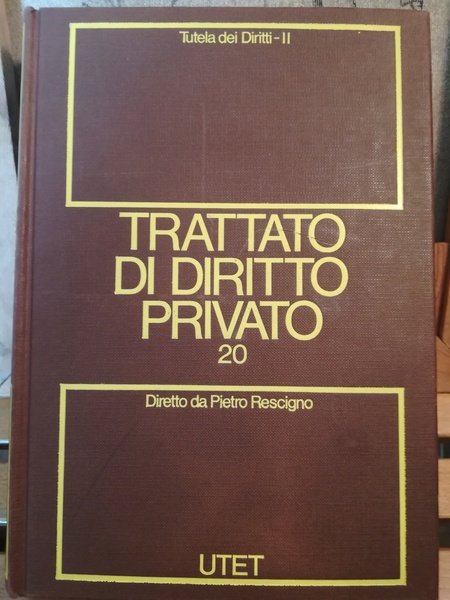 Tutela dei Diritti-II
TRATTATO
DI DIRITTO
PRIVATO
20
Diretto da Pietro Rescigno
UTET